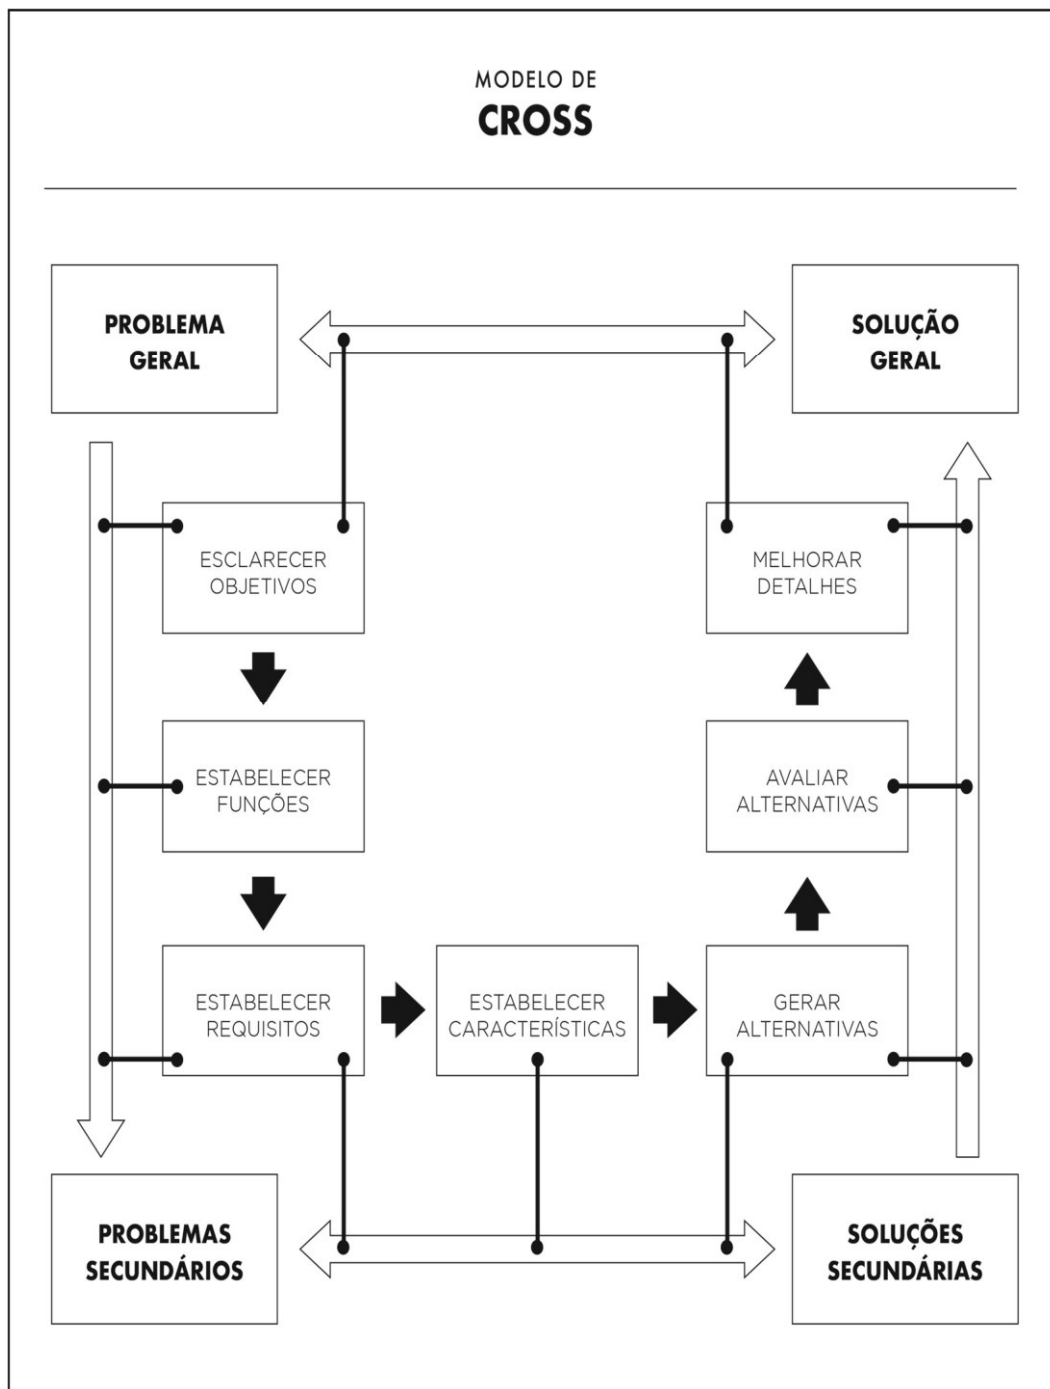 MODELO DE
CROSS
PROBLEMA
GERAL
SOLUÇÃO
GERAL
ESCLARECER
OBJETIVOS
MELHORAR
DETALHES
ESTABELECER
FUNÇÕES
AVALIAR
ALTERNATIVAS
ESTABELECER
REQUISITOS
ESTABELECER
CARACTERÍSTICAS
GERAR
ALTERNATIVAS
PROBLEMAS
SECUNDÁRIOS
SOLUÇÕES
SECUNDÁRIAS